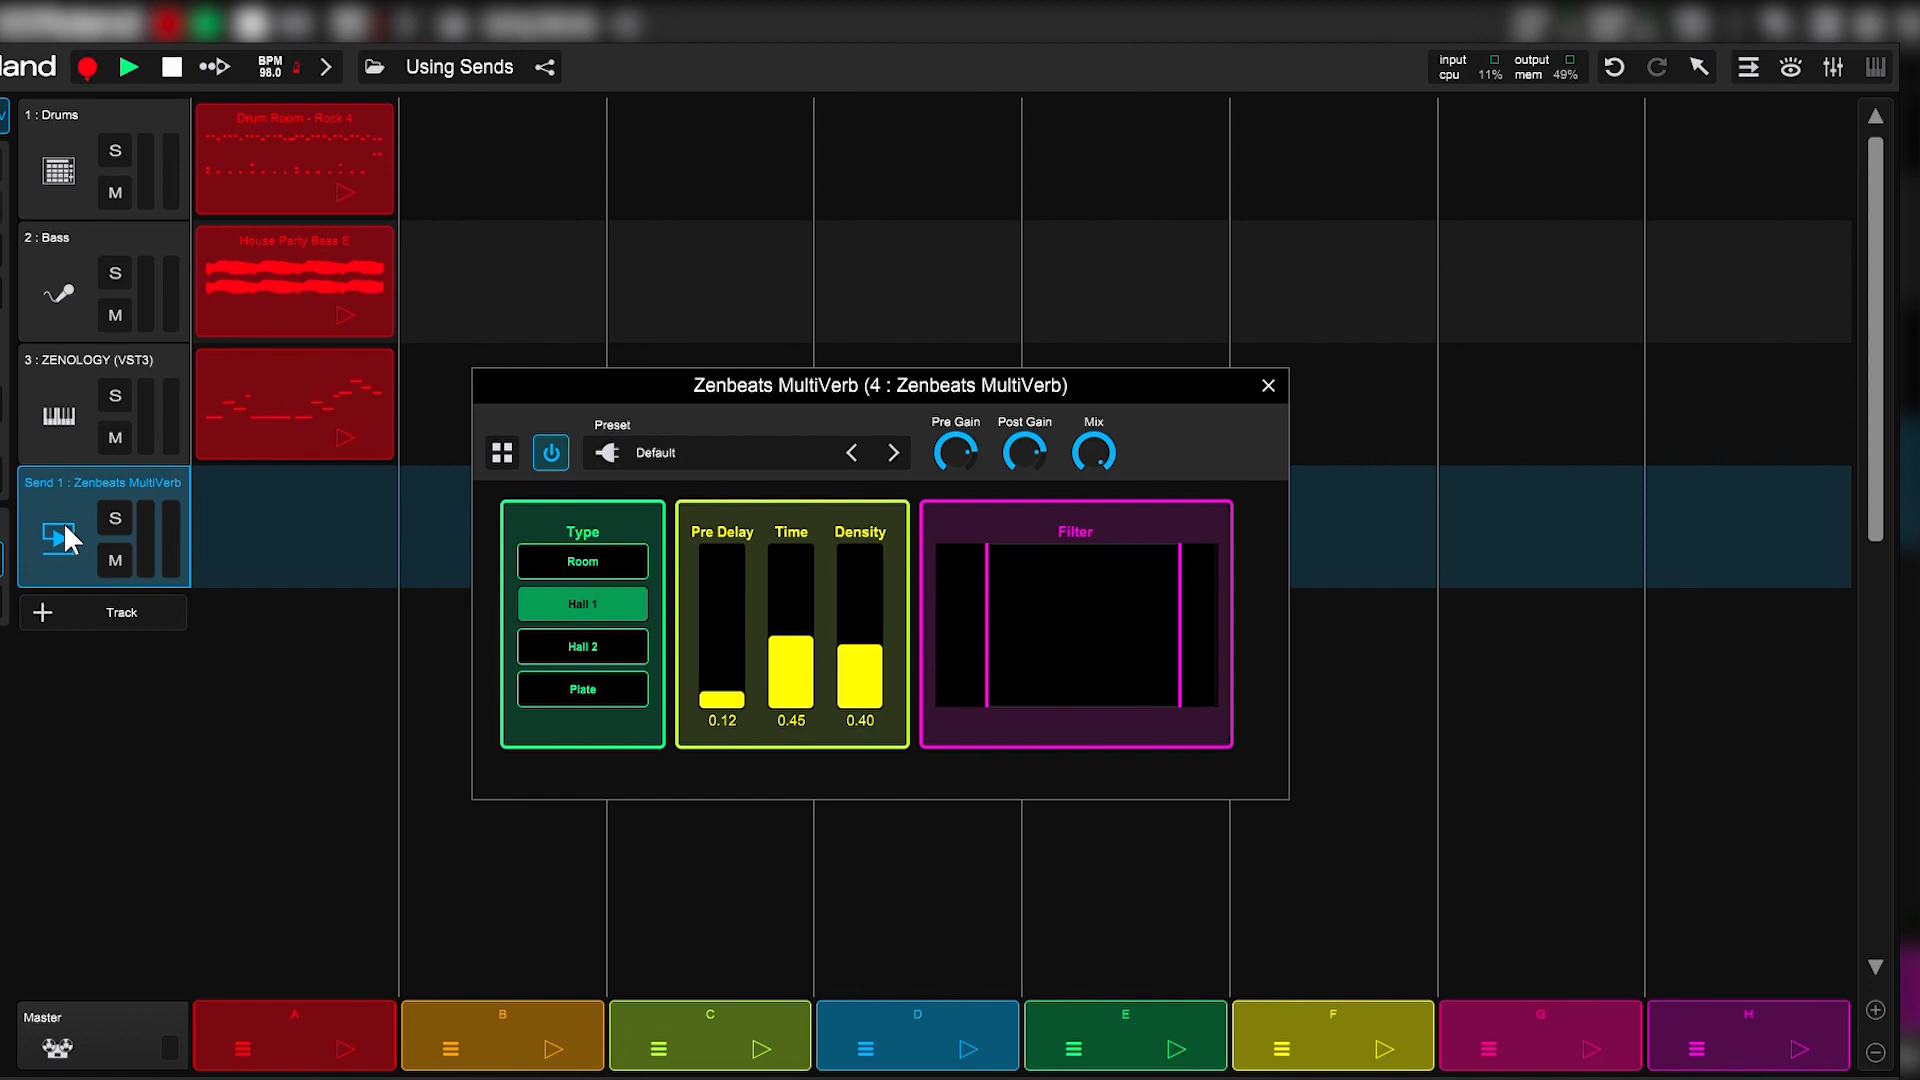 land
BPM
98.0
Using Sends
input
output
cpu 11%
mem 49%
1 : Drums
S
M
Drum Room - Rock 4
2 : Bass
S
M
House Party Bass E
3 : ZENOLOGY (VST3)
S
M
Send 1 : Zenbeats MultiVerb
S
M
Track
Zenbeats MultiVerb (4 : Zenbeats MultiVerb)
Preset
Default
Pre Gain
Post Gain
Mix
Type
Room
Hall 1
Hall 2
Plate
Pre Delay
Time
Density
0.12
0.45
0.40
Filter
Master
A
B
C
D
E
F
G
H